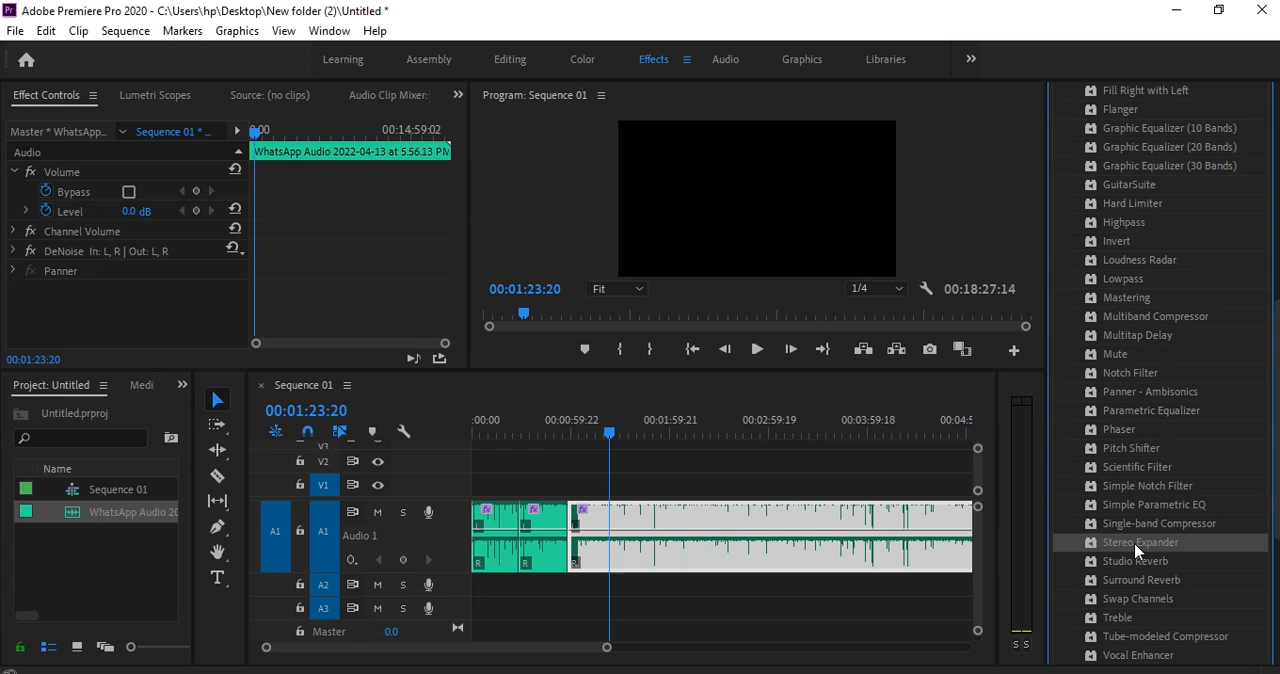 Pr Adobe Premiere Pro 2020 - C:\Users\hp\Desktop\New folder (2)\Untitled *
File Edit Clip Sequence Markers Graphics View Window Help
Learning Assembly Editing Color Effects Audio Graphics Libraries
Effect Controls Lumetri Scopes Source: (no clips) Audio Clip Mixer:
Master * WhatsApp... Sequence 01 * ...
00:14:59:02
Audio
WhatsApp Audio 2022-04-13 at 5.56.13 PM
fx Volume
Bypass
Level 0.0 dB
fx Channel Volume
fx DeNoise In: L, R | Out: L, R
fx Panner
00:01:23:20
Program: Sequence 01
00:01:23:20 Fit 1/4 00:18:27:14
Project: Untitled Medi
Untitled.prproj
Name
Sequence 01
WhatsApp Audio 20
T
× Sequence 01
00:01:23:20
:00:00 00:00:59:22 00:01:59:21 00:02:59:19 00:03:59:18 00:04:5
V3
V2
V1
A1 A1 M S
Audio 1
fx fx fx
L L
R R R
A2 M S
A3 M S
Master 0.0
S S
Fill Right with Left
Flanger
Graphic Equalizer (10 Bands)
Graphic Equalizer (20 Bands)
Graphic Equalizer (30 Bands)
GuitarSuite
Hard Limiter
Highpass
Invert
Loudness Radar
Lowpass
Mastering
Multiband Compressor
Multitap Delay
Mute
Notch Filter
Panner - Ambisonics
Parametric Equalizer
Phaser
Pitch Shifter
Scientific Filter
Simple Notch Filter
Simple Parametric EQ
Single-band Compressor
Stereo Expander
Studio Reverb
Surround Reverb
Swap Channels
Treble
Tube-modeled Compressor
Vocal Enhancer